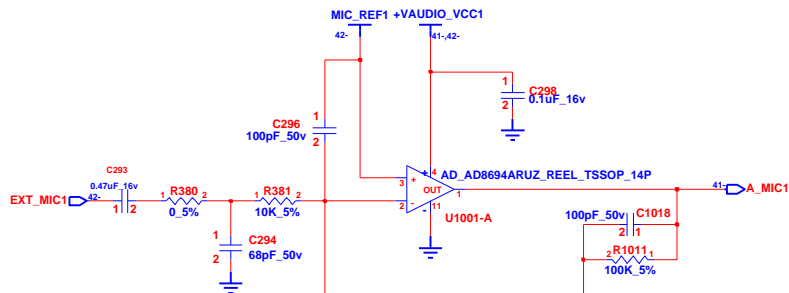 MIC_REF1 +VAUDIO_VCC1
42- 41-,42-
1
C298
0.1uF_16v
2
1
C296
100pF_50v
2
C293
0.47uF_16v
EXT_MIC1 42-
1 2
1 R380 2
0_5%
1 R381 2
10K_5%
1
C294
68pF_50v
2
AD_AD8694ARUZ_REEL_TSSOP_14P
4
+
3 +
OUT 1
2 -
-
11
U1001-A
41- A_MIC1
100pF_50v C1018
2 1
2 R1011 1
100K_5%